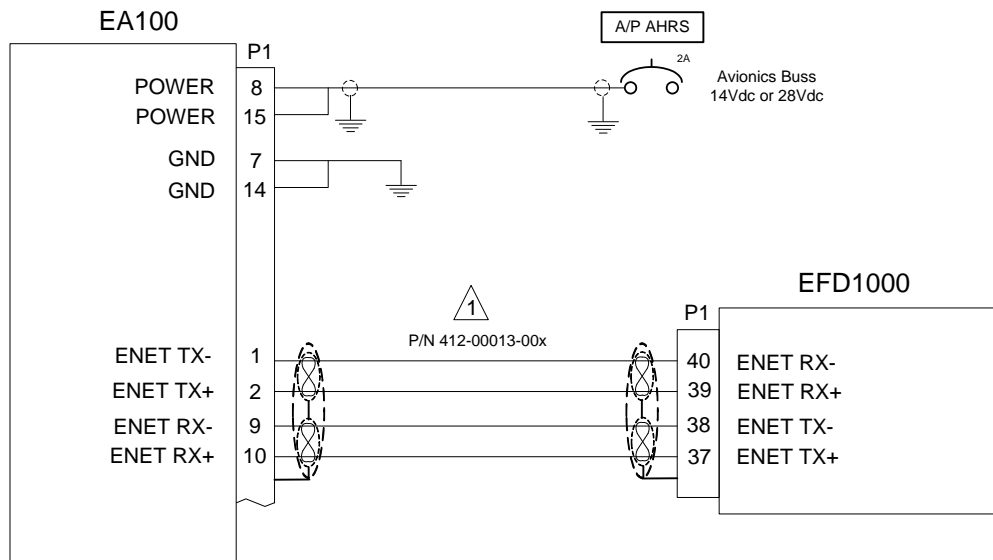 EA100
A/P AHRS
P1
2A
POWER 8
Avionics Buss
14Vdc or 28Vdc
POWER 15
GND 7
GND 14
EFD1000
1
P1
P/N 412-00013-00x
ENET TX- 1
40 ENET RX-
ENET TX+ 2
39 ENET RX+
ENET RX- 9
38 ENET TX-
ENET RX+ 10
37 ENET TX+